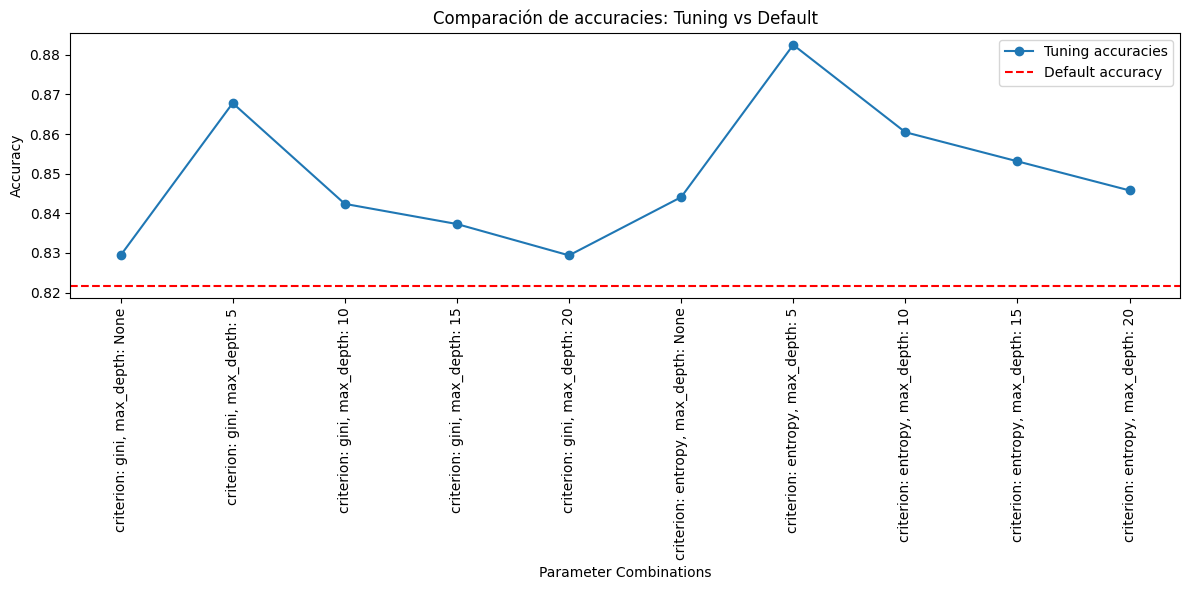 Comparación de accuracies: Tuning vs Default
Tuning accuracies
Default accuracy
Accuracy
0.88
0.87
0.86
0.85
0.84
0.83
0.82
criterion: gini, max_depth: None
criterion: gini, max_depth: 5
criterion: gini, max_depth: 10
criterion: gini, max_depth: 15
criterion: gini, max_depth: 20
criterion: entropy, max_depth: None
criterion: entropy, max_depth: 5
criterion: entropy, max_depth: 10
criterion: entropy, max_depth: 15
criterion: entropy, max_depth: 20
Parameter Combinations